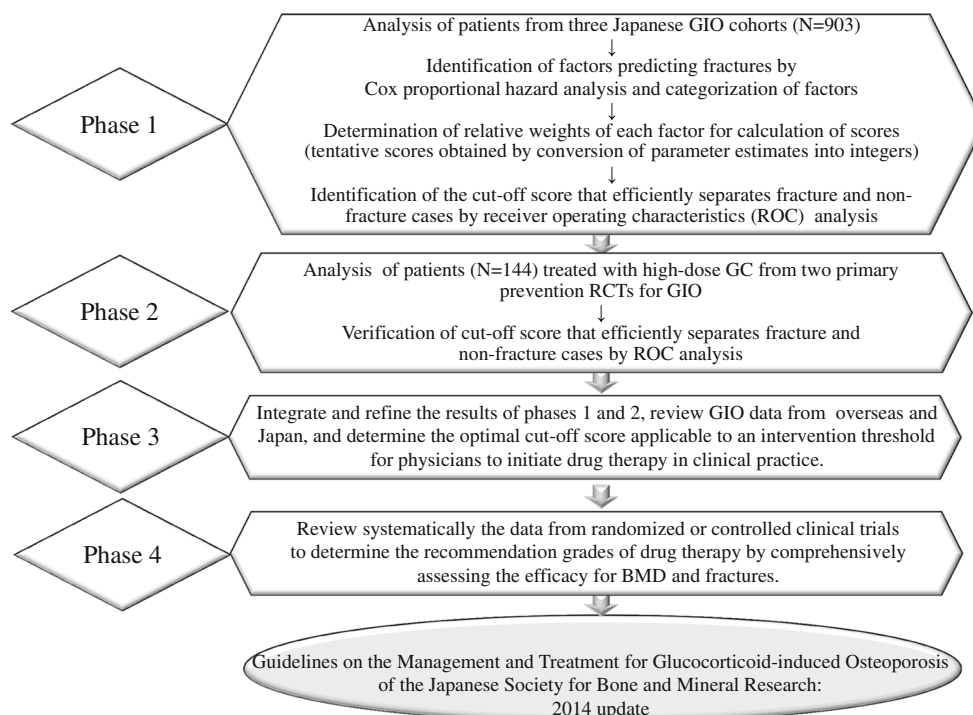 Analysis of patients from three Japanese GIO cohorts (N=903)
↓
Identification of factors predicting fractures by
Cox proportional hazard analysis and categorization of factors
↓
Phase 1
Determination of relative weights of each factor for calculation of scores
(tentative scores obtained by conversion of parameter estimates into integers)
↓
Identification of the cut-off score that efficiently separates fracture and non-
fracture cases by receiver operating characteristics (ROC) analysis
Analysis of patients (N=144) treated with high-dose GC from two primary
prevention RCTs for GIO
Phase 2
↓
Verification of cut-off score that efficiently separates fracture and
non-fracture cases by ROC analysis
Phase 3
Integrate and refine the results of phases 1 and 2, review GIO data from overseas and
Japan, and determine the optimal cut-off score applicable to an intervention threshold
for physicians to initiate drug therapy in clinical practice.
Phase 4
Review systematically the data from randomized or controlled clinical trials
to determine the recommendation grades of drug therapy by comprehensively
assessing the efficacy for BMD and fractures.
Guidelines on the Management and Treatment for Glucocorticoid-induced Osteoporosis
of the Japanese Society for Bone and Mineral Research:
2014 update